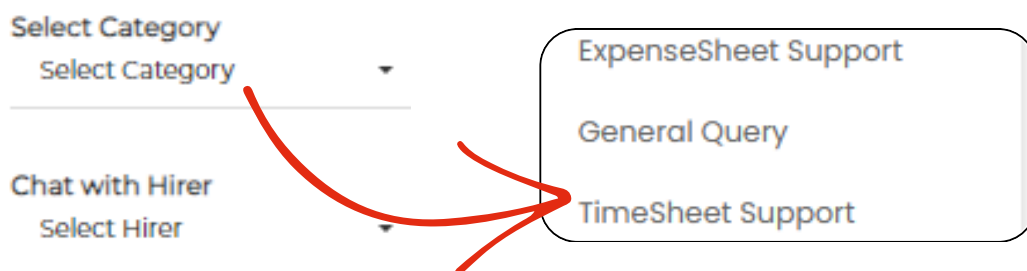 Select Category
Select Category
Chat with Hirer
Select Hirer
ExpenseSheet Support
General Query
TimeSheet Support